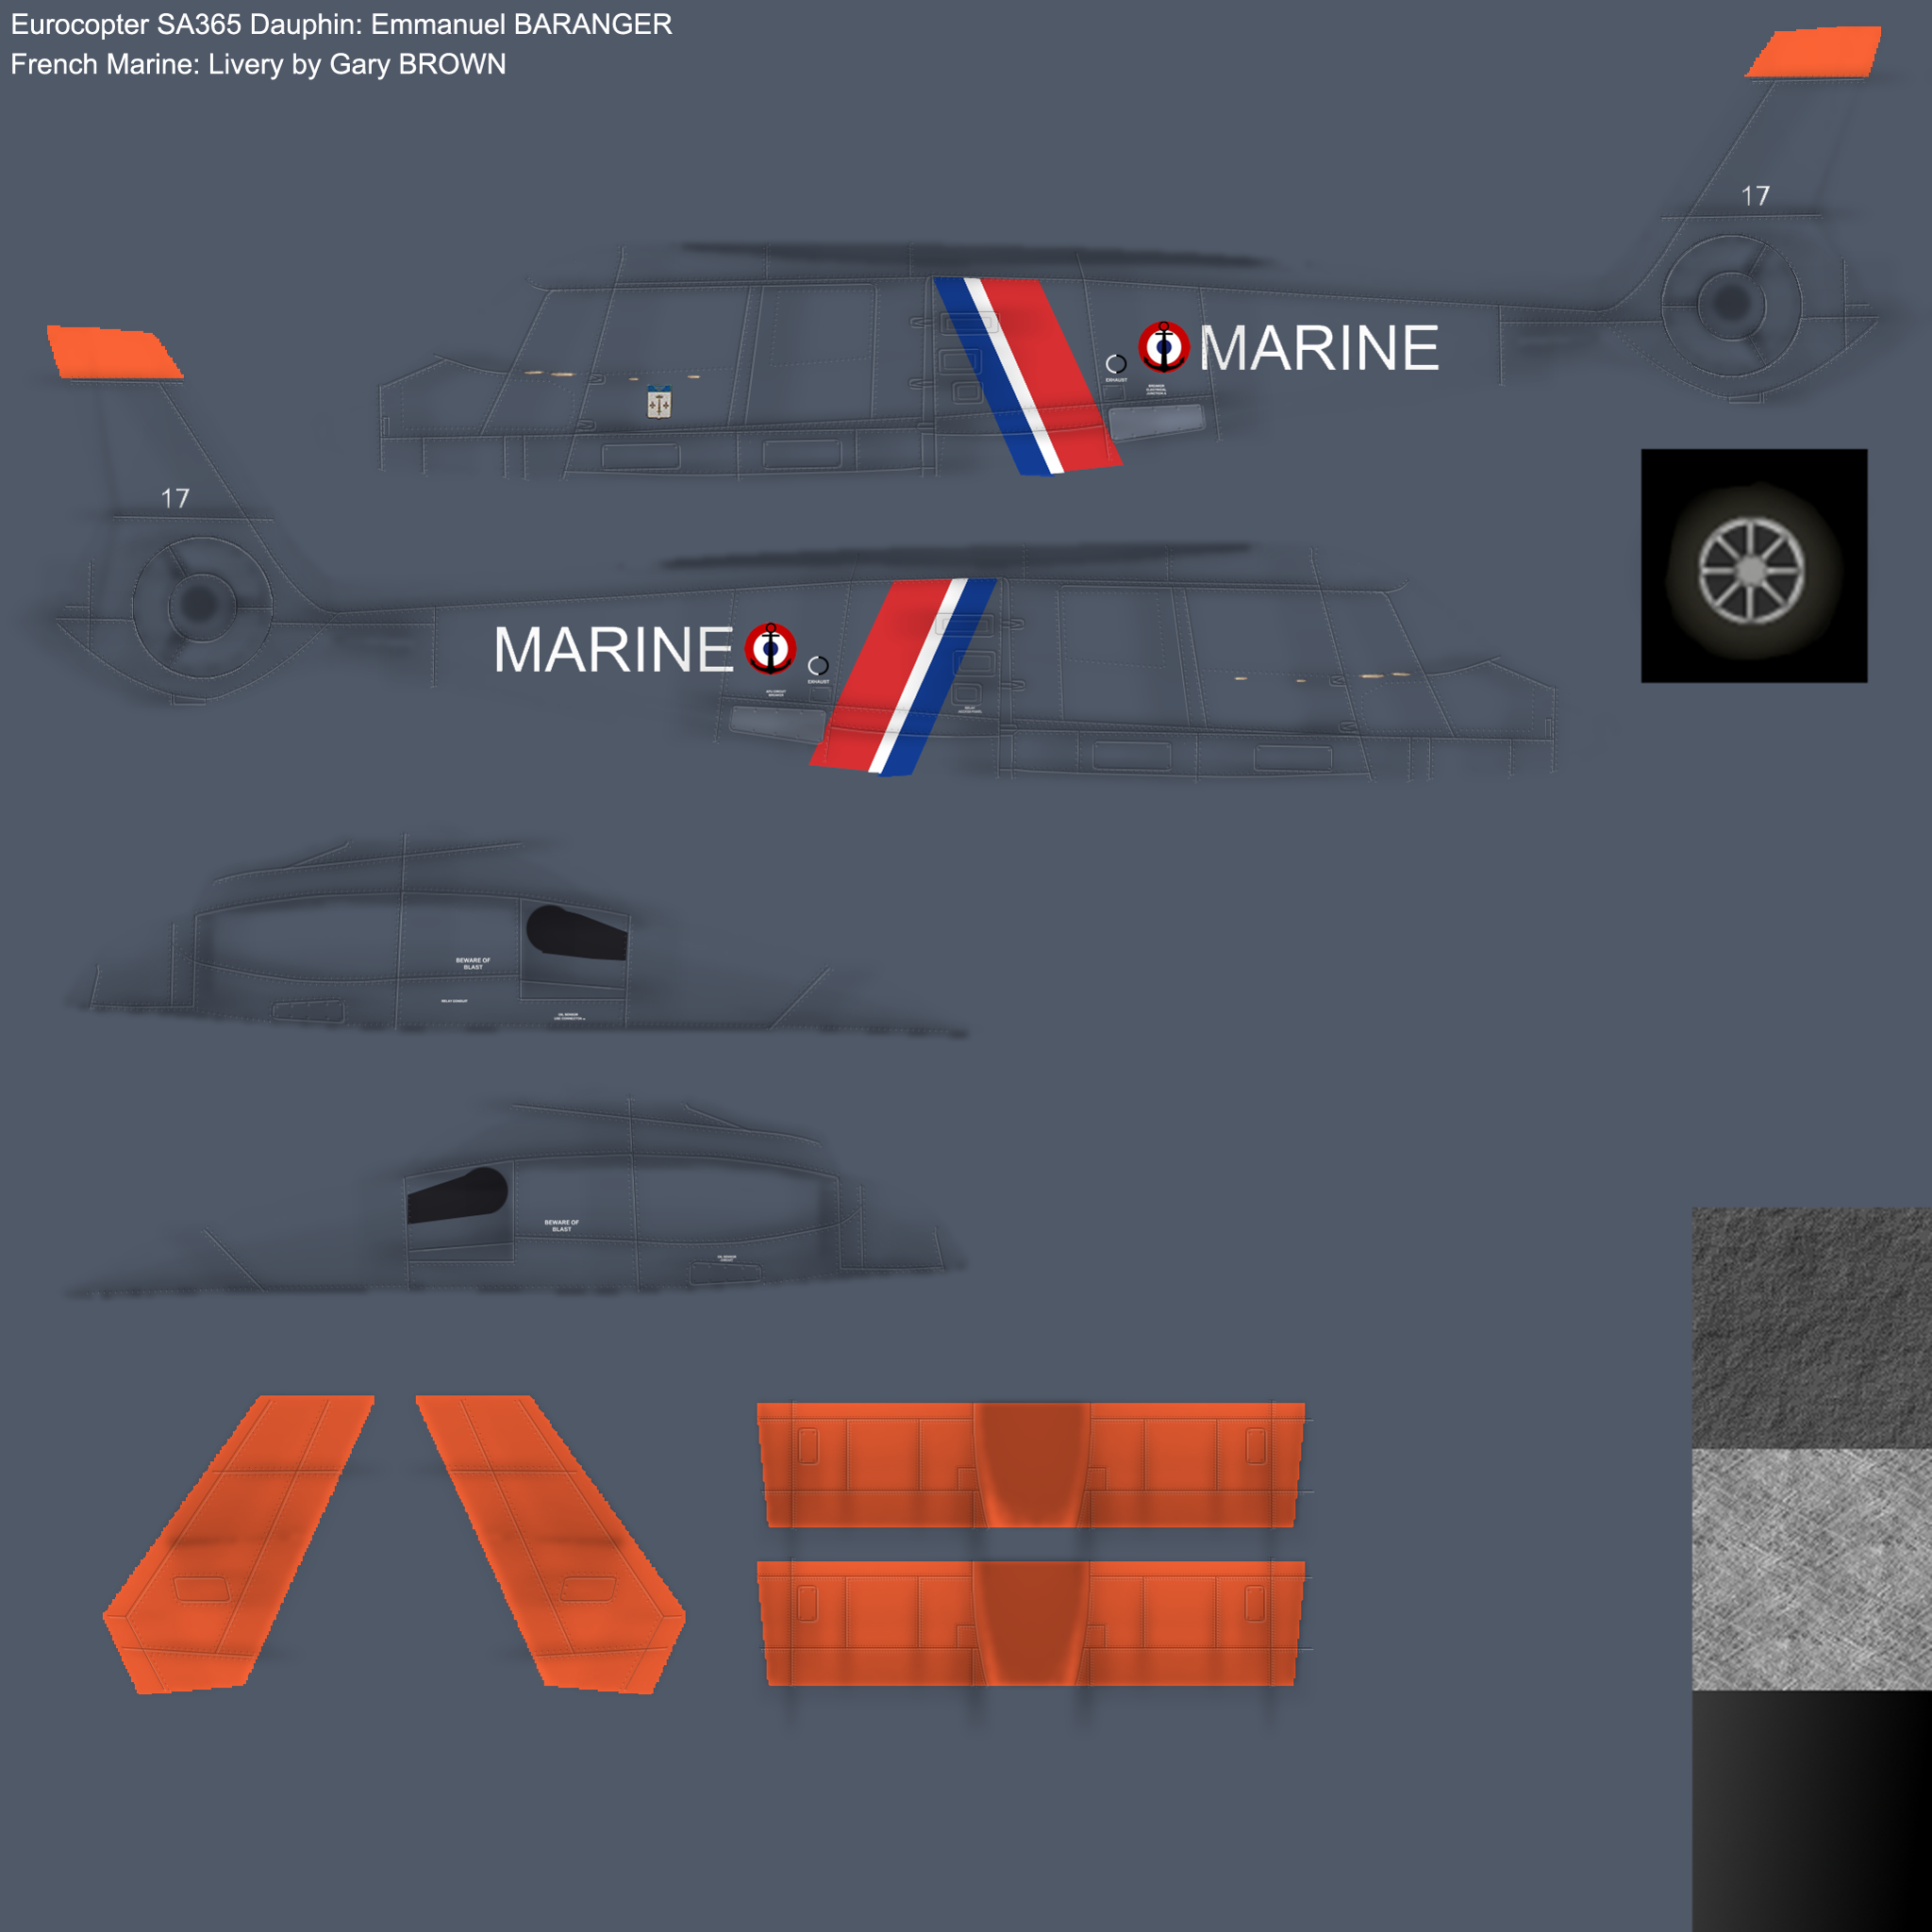 Eurocopter SA365 Dauphin: Emmanuel BARANGER
French Marine: Livery by Gary BROWN
17
MARINE
EXHAUST
17
MARINE
EXHAUST
BEWARE OF
BLAST
BEWARE OF
BLAST